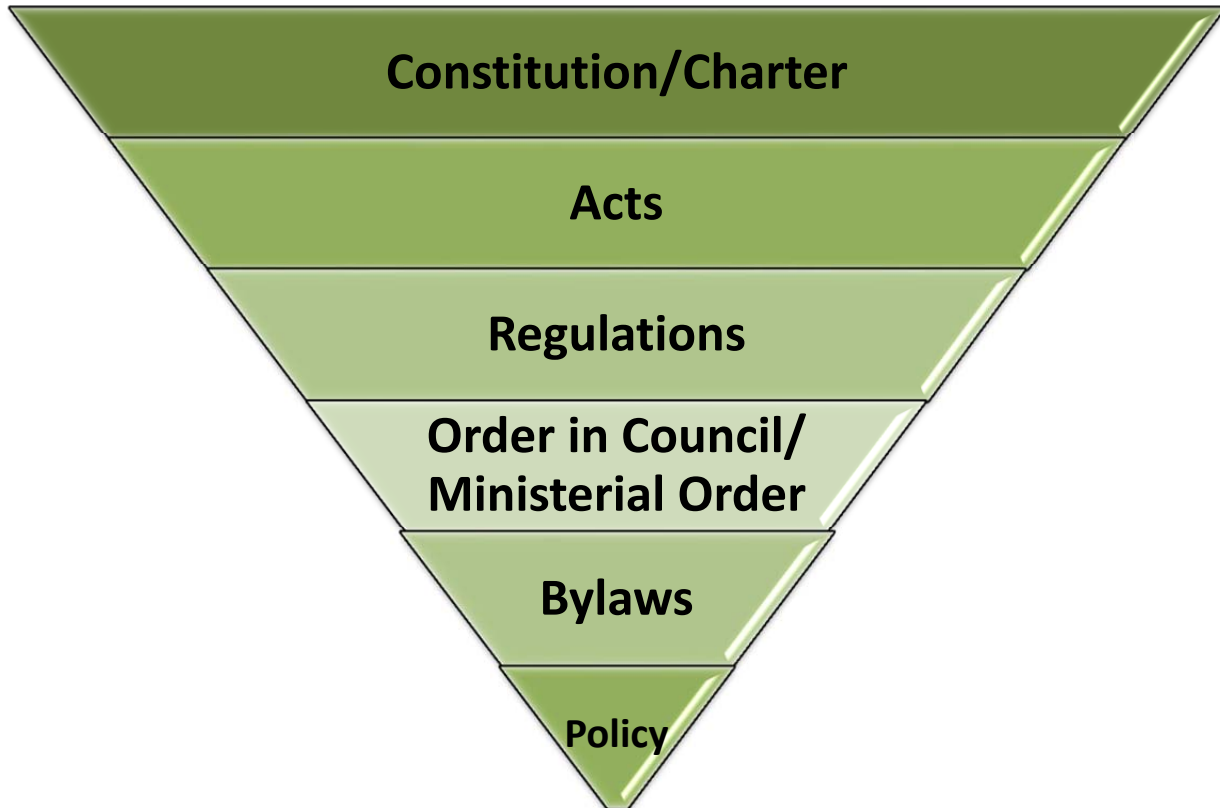 Constitution/Charter
Acts
Regulations
Order in Council/
Ministerial Order
Bylaws
Policy